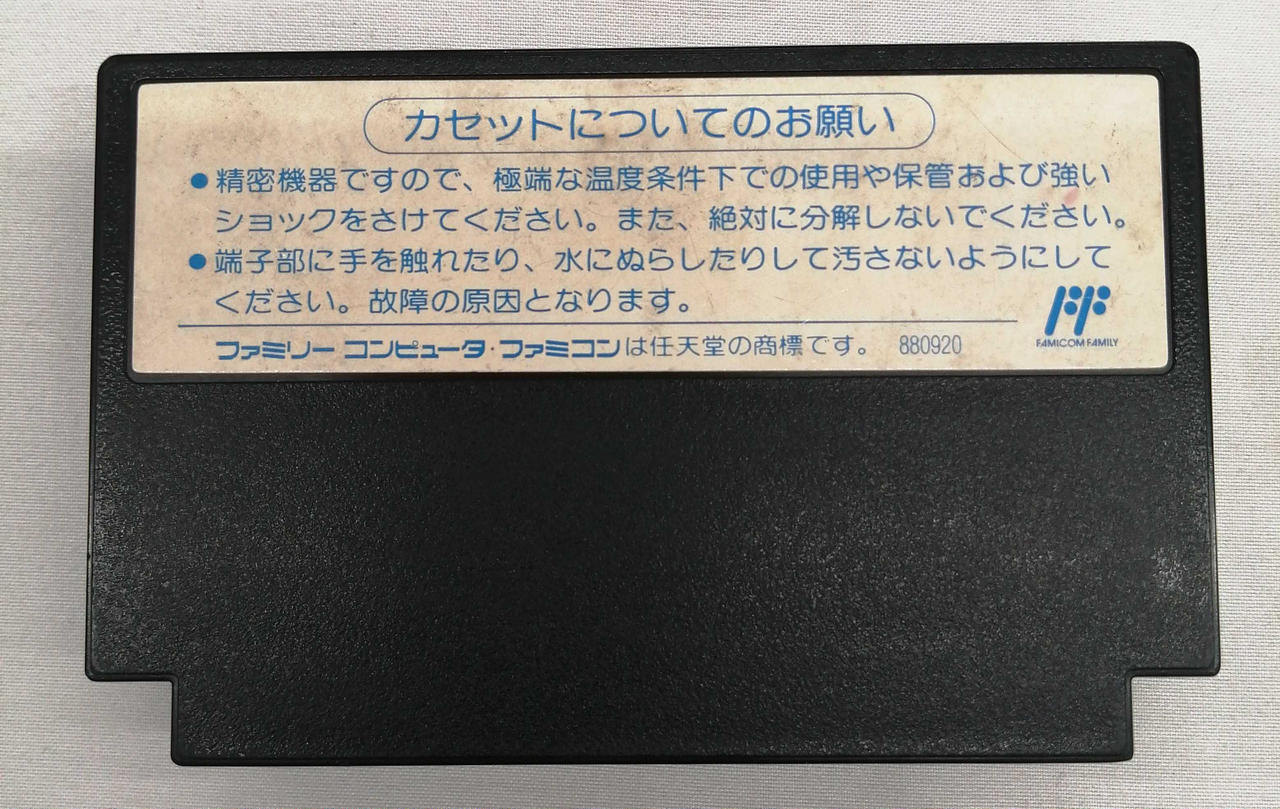 カセットについてのお願い
●精密機器ですので、極端な温度条件下での使用や保管および強い
ショックをさけてください。また、絶対に分解しないでください。
●端子部に手を触れたり、水にぬらしたりして汚さないようにして
ください。故障の原因となります。
ファミリーコンピュータ・ファミコンは任天堂の商標です。 880920
FAMICOM FAMILY